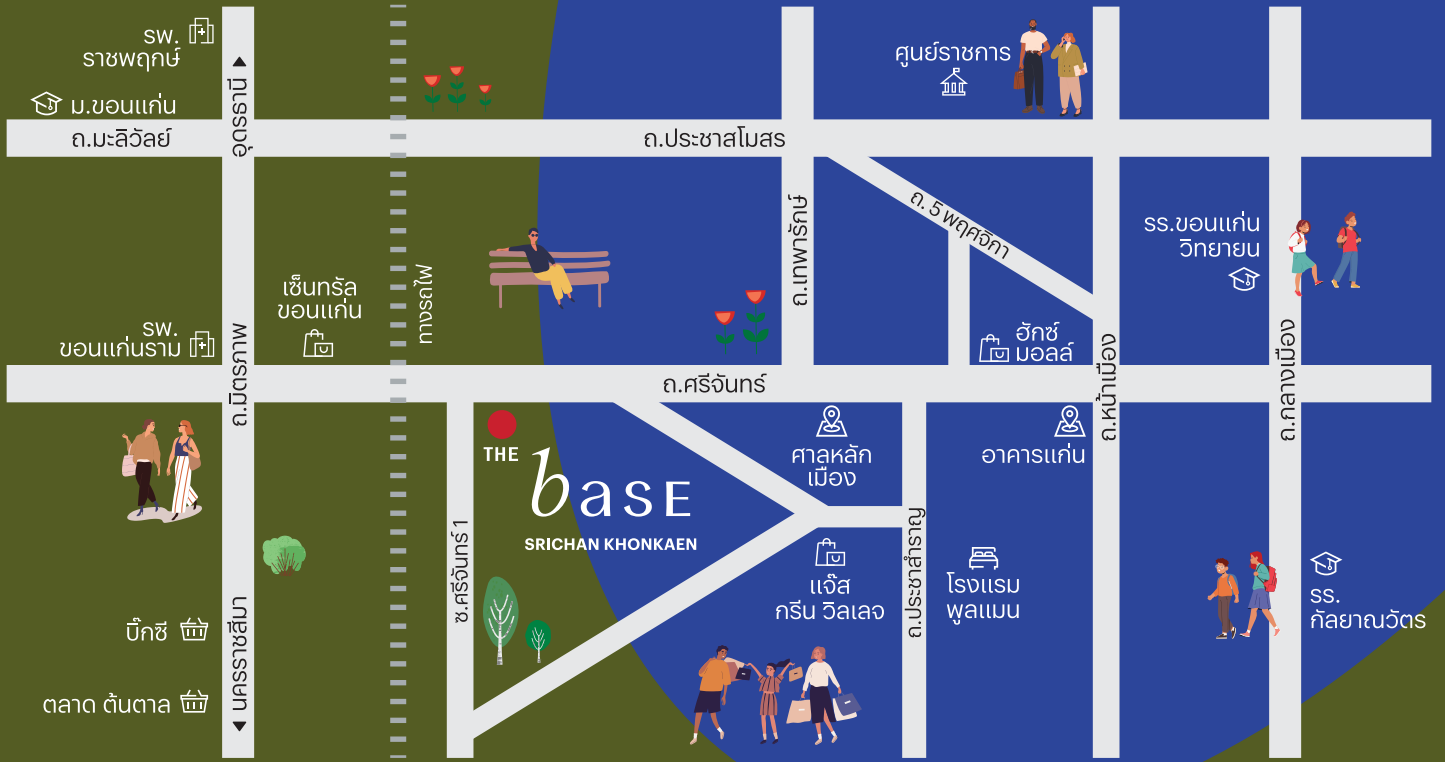 รพ.
ราชพฤกษ์
ม.ขอนแก่น
ถ.มะลิวัลย์
อุดรธานี
ถ.ประชาสโมสร
ศูนย์ราชการ
ถ.เทพารักษ์
ถ. 5 พฤศจิกา
รร.ขอนแก่น
วิทยายน
ทางรถไฟ
เซ็นทรัล
ขอนแก่น
รพ.
ขอนแก่นราม
ถ.มิตรภาพ
ฮักซ์
มอลล์
ถ.หน้าเมือง
ถ.กลางเมือง
ถ.ศรีจันทร์
THE
base
SRICHAN KHONKAEN
ศาลหลัก
เมือง
อาคารแก่น
ซ.ศรีจันทร์ 1
แจ๊ส
กรีน วิลเลจ
ถ.ประชาสำราญ
โรงแรม
พูลแมน
รร.
กัลยาณวัตร
บิ๊กซี
ตลาด ต้นตาล
นครราชสีมา